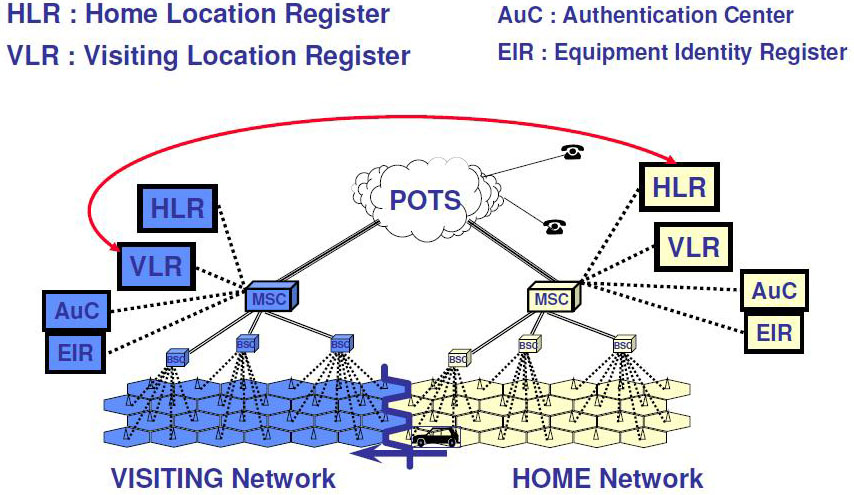 HLR : Home Location Register
AuC : Authentication Center
VLR : Visiting Location Register
EIR : Equipment Identity Register
POTS
HLR
HLR
VLR
VLR
AuC
MSC
MSC
AuC
EIR
EIR
BSC
BSC
BSC
BSC
BSC
BSC
VISITING Network
HOME Network